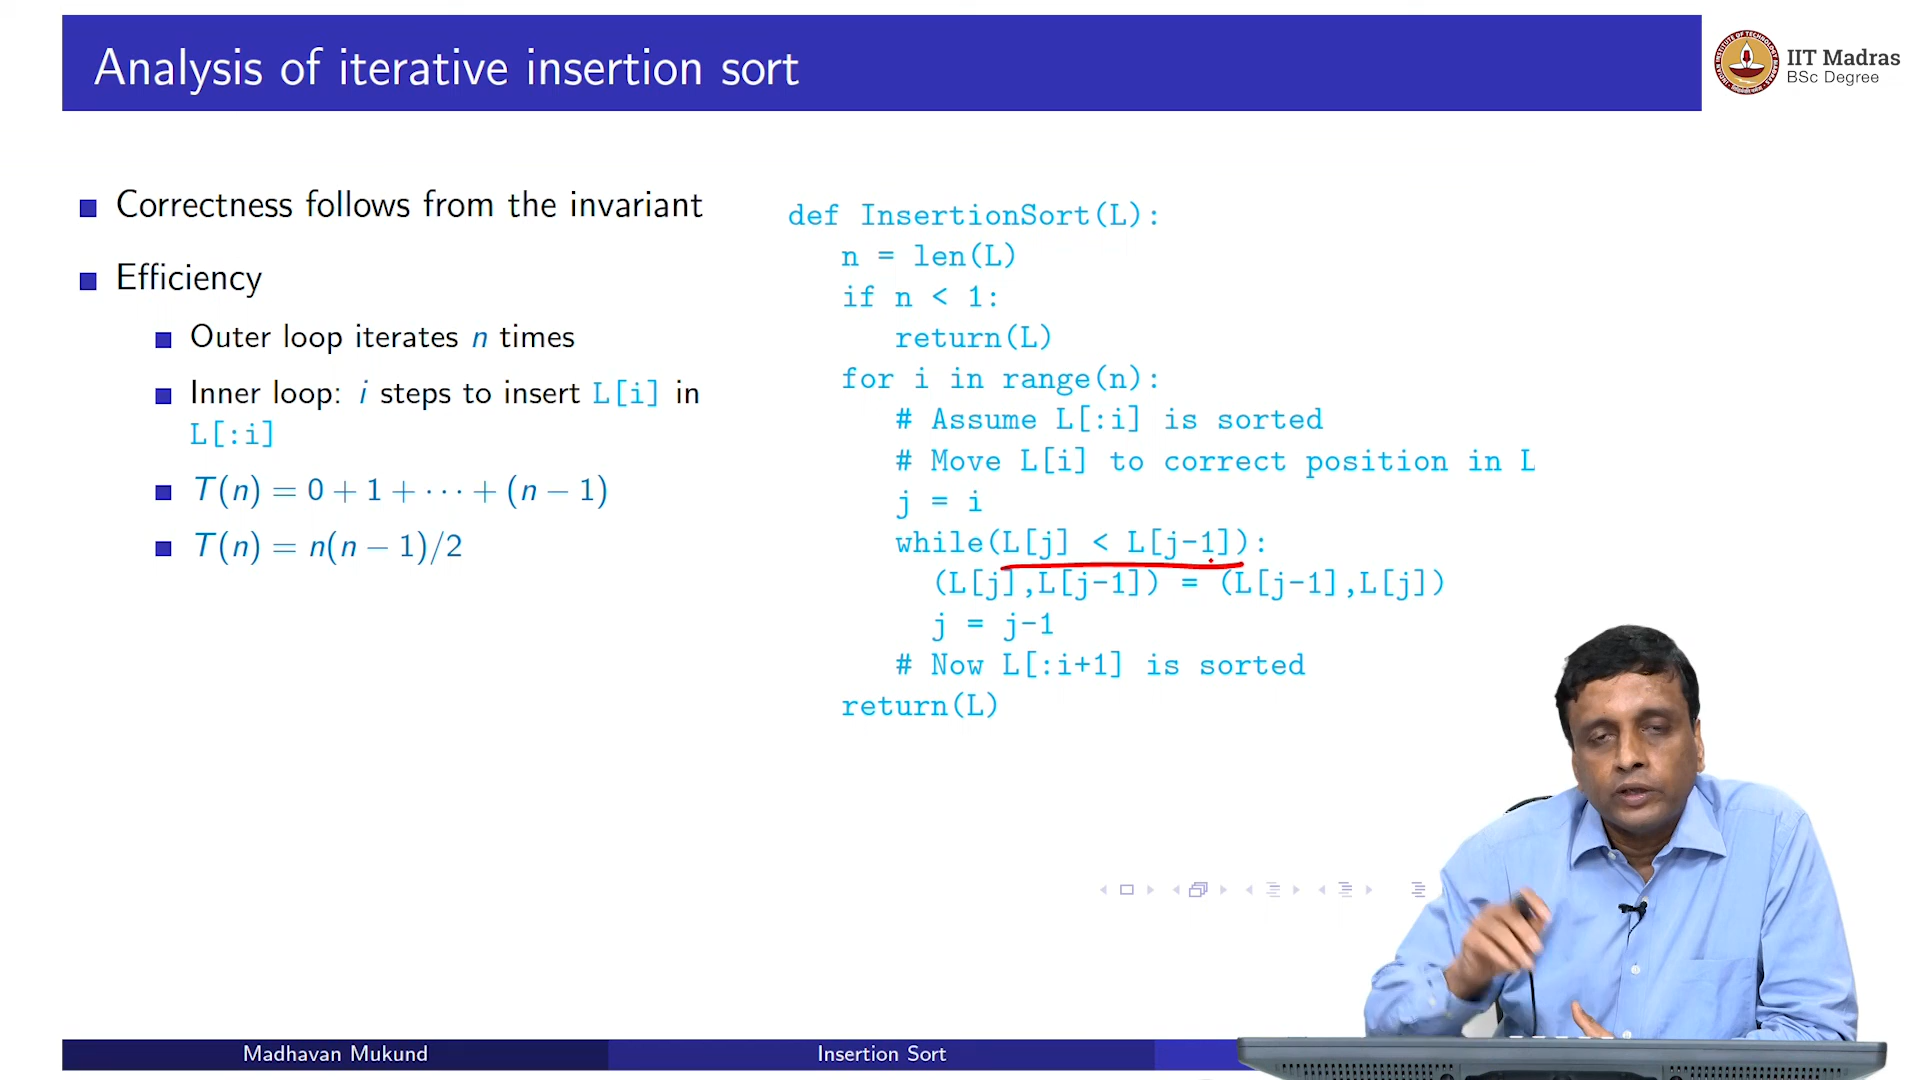 Analysis of iterative insertion sort
IIT Madras
BSc Degree
Correctness follows from the invariant
Efficiency
Outer loop iterates n times
Inner loop: i steps to insert L[i] in
L[:i]
T(n) = 0 + 1 + ··· + (n − 1)
T(n) = n(n − 1)/2
def InsertionSort(L):
n = len(L)
if n < 1:
return(L)
for i in range(n):
# Assume L[:i] is sorted
# Move L[i] to correct position in L
j = i
while(L[j] < L[j-1]):
(L[j],L[j-1]) = (L[j-1],L[j])
j = j-1
# Now L[:i+1] is sorted
return(L)
Madhavan Mukund
Insertion Sort